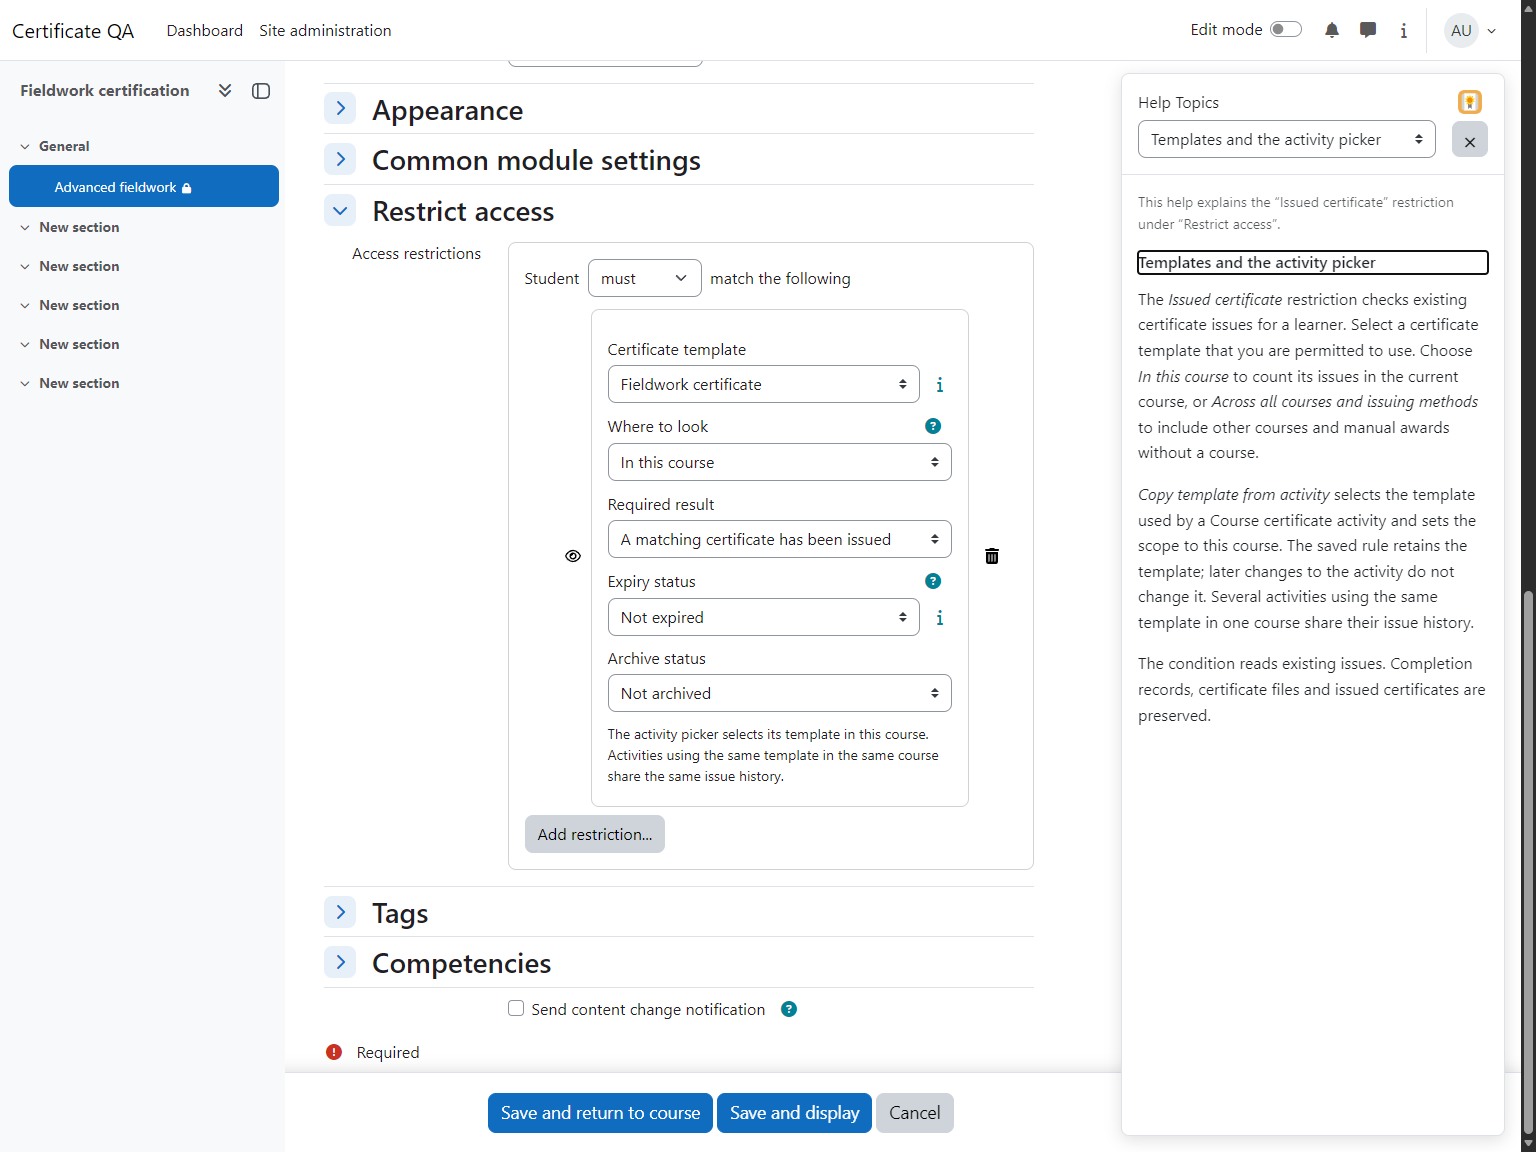 Certificate QA
Dashboard
Site administration
Edit mode
AU
Fieldwork certification
General
Advanced fieldwork
New section
New section
New section
New section
New section
Appearance
Common module settings
Restrict access
Access restrictions
Student must match the following
Certificate template
Fieldwork certificate
Where to look
In this course
Required result
A matching certificate has been issued
Expiry status
Not expired
Archive status
Not archived
The activity picker selects its template in this course.
Activities using the same template in the same course
share the same issue history.
Add restriction...
Tags
Competencies
Send content change notification
Required
Save and return to course
Save and display
Cancel
Help Topics
Templates and the activity picker
This help explains the “Issued certificate” restriction
under “Restrict access”.
Templates and the activity picker
The Issued certificate restriction checks existing
certificate issues for a learner. Select a certificate
template that you are permitted to use. Choose
In this course to count its issues in the current
course, or Across all courses and issuing methods
to include other courses and manual awards
without a course.
Copy template from activity selects the template
used by a Course certificate activity and sets the
scope to this course. The saved rule retains the
template; later changes to the activity do not
change it. Several activities using the same
template in one course share their issue history.
The condition reads existing issues. Completion
records, certificate files and issued certificates are
preserved.